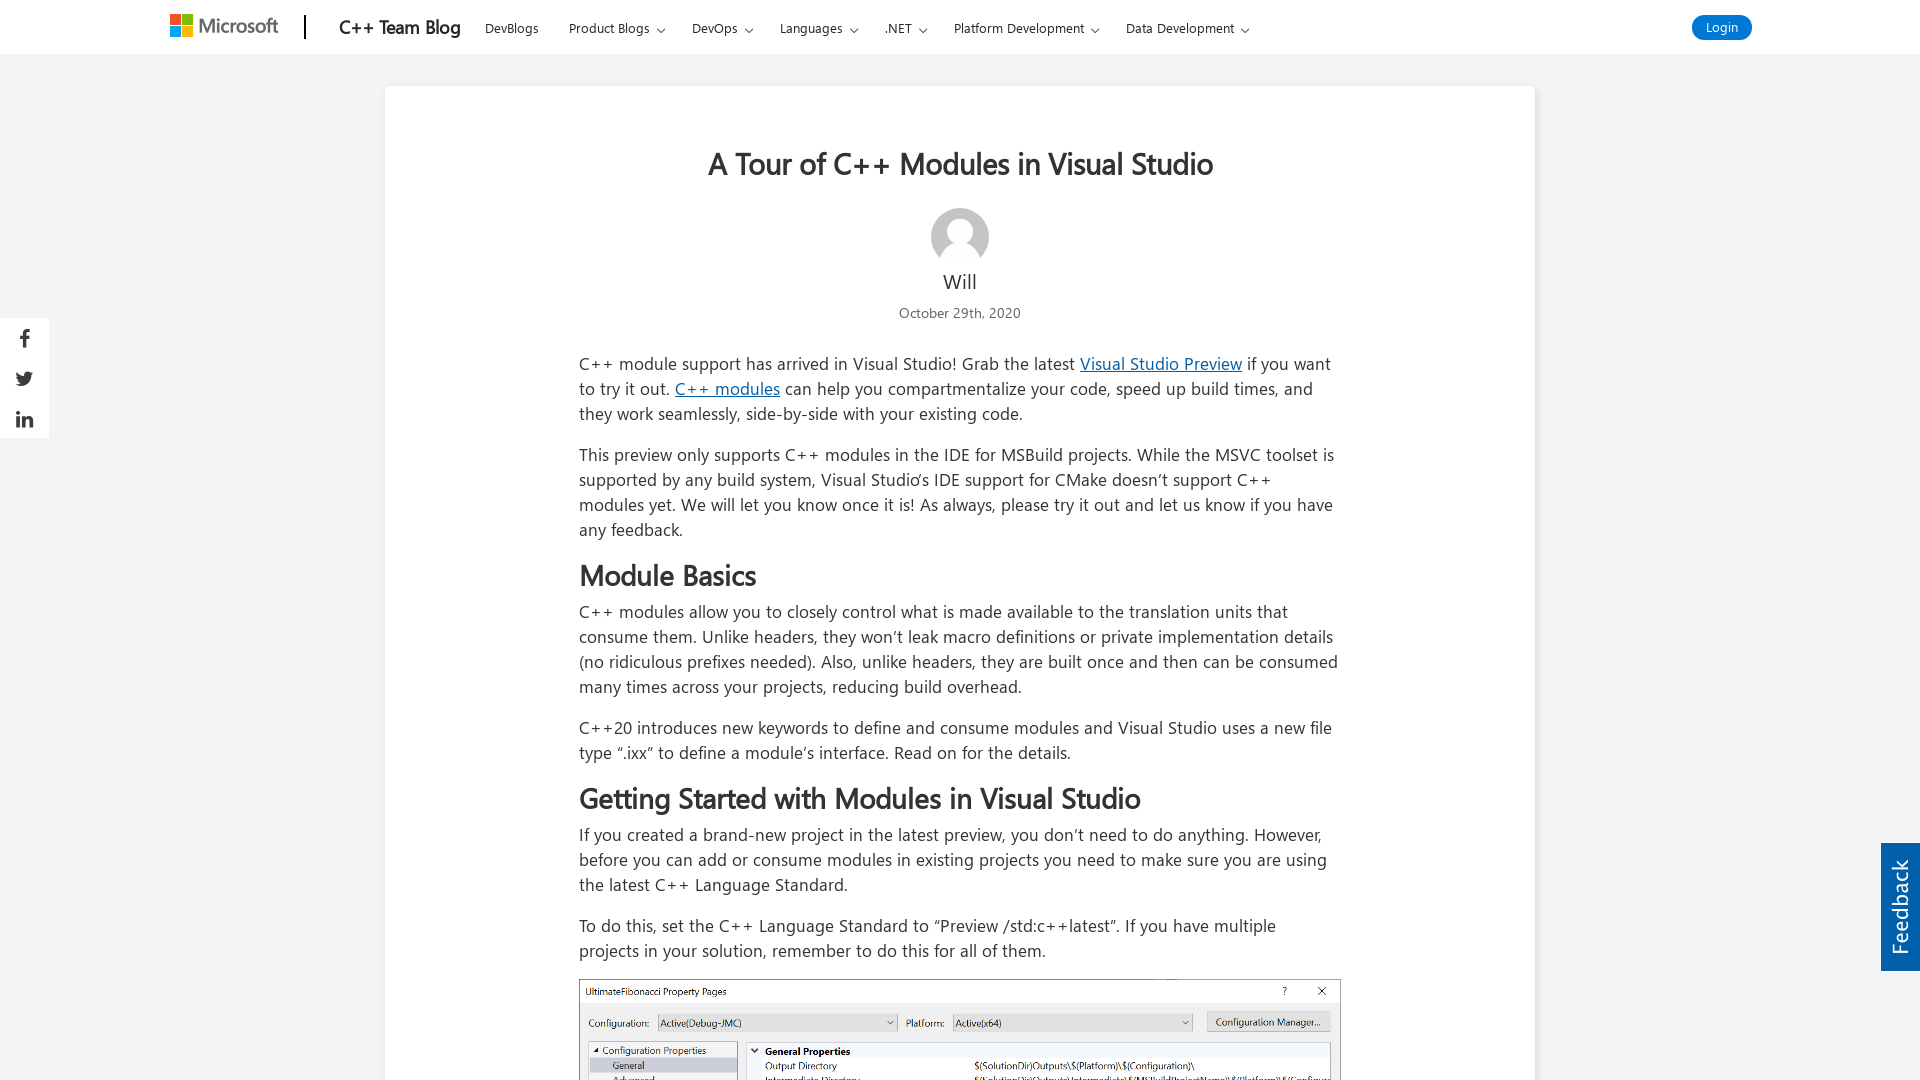 Microsoft
C++ Team Blog
DevBlogs
Product Blogs
DevOps
Languages
.NET
Platform Development
Data Development
Login
A Tour of C++ Modules in Visual Studio
Will
October 29th, 2020
C++ module support has arrived in Visual Studio! Grab the latest Visual Studio Preview if you want
to try it out. C++ modules can help you compartmentalize your code, speed up build times, and
they work seamlessly, side-by-side with your existing code.
This preview only supports C++ modules in the IDE for MSBuild projects. While the MSVC toolset is
supported by any build system, Visual Studio’s IDE support for CMake doesn’t support C++
modules yet. We will let you know once it is! As always, please try it out and let us know if you have
any feedback.
Module Basics
C++ modules allow you to closely control what is made available to the translation units that
consume them. Unlike headers, they won’t leak macro definitions or private implementation details
(no ridiculous prefixes needed). Also, unlike headers, they are built once and then can be consumed
many times across your projects, reducing build overhead.
C++20 introduces new keywords to define and consume modules and Visual Studio uses a new file
type “.ixx” to define a module’s interface. Read on for the details.
Getting Started with Modules in Visual Studio
If you created a brand-new project in the latest preview, you don’t need to do anything. However,
before you can add or consume modules in existing projects you need to make sure you are using
the latest C++ Language Standard.
To do this, set the C++ Language Standard to “Preview /std:c++latest”. If you have multiple
projects in your solution, remember to do this for all of them.
UltimateFibonacci Property Pages
Configuration: Active(Debug-JMC) Platform: Active(x64) Configuration Manager...
Configuration Properties
General
General Properties
Output Directory $(SolutionDir)Outputs\$(Platform)\$(Configuration)\
Feedback